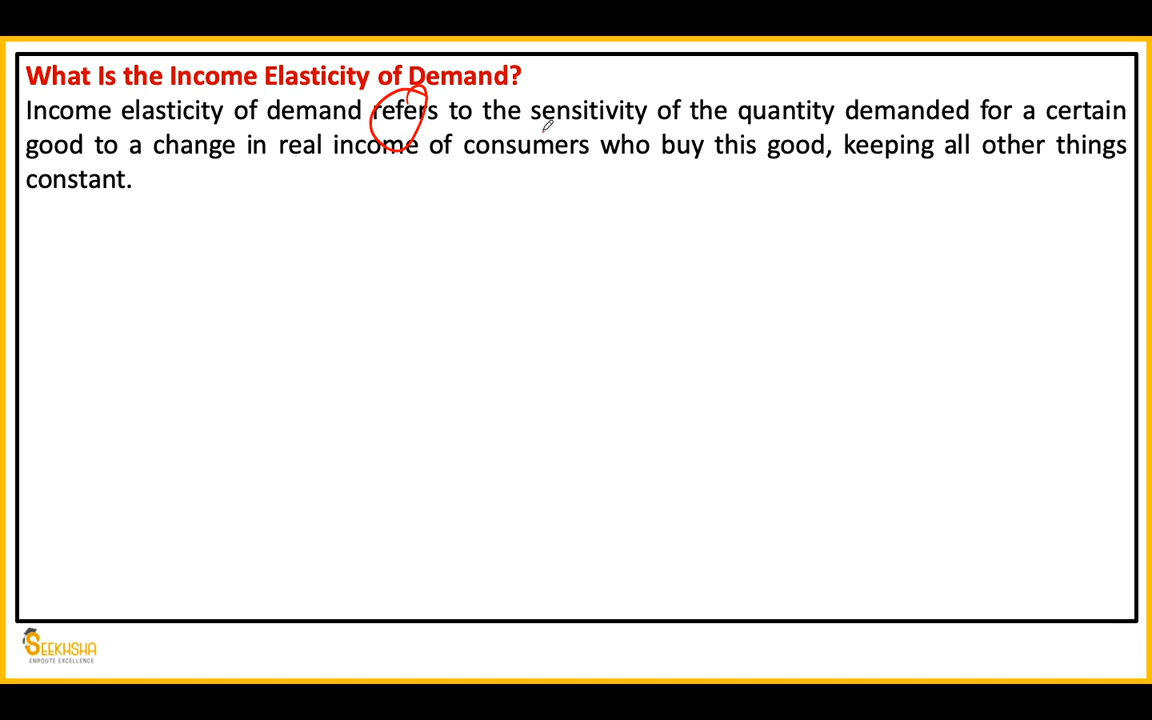 What Is the Income Elasticity of Demand?
Income elasticity of demand refers to the sensitivity of the quantity demanded for a certain
good to a change in real income of consumers who buy this good, keeping all other things
constant.
SEEKHSHA
ENROUTE EXCELLENCE